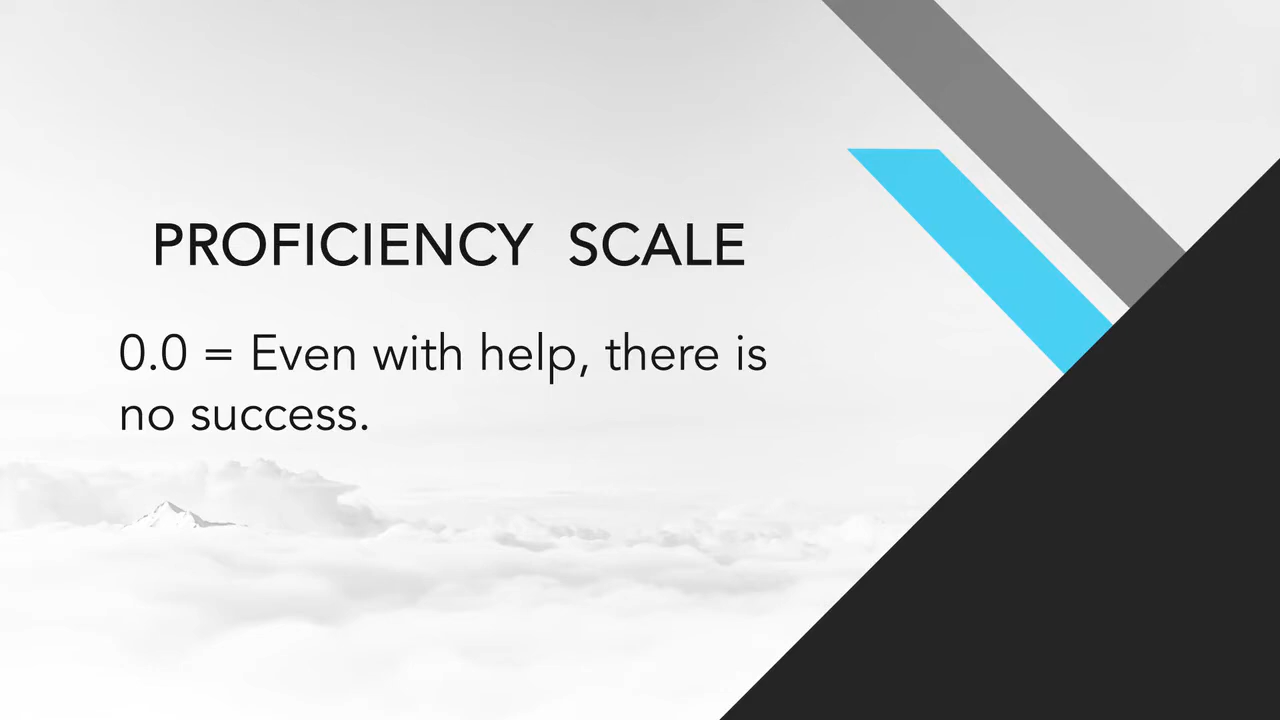 PROFICIENCY SCALE
0.0 = Even with help, there is
no success.